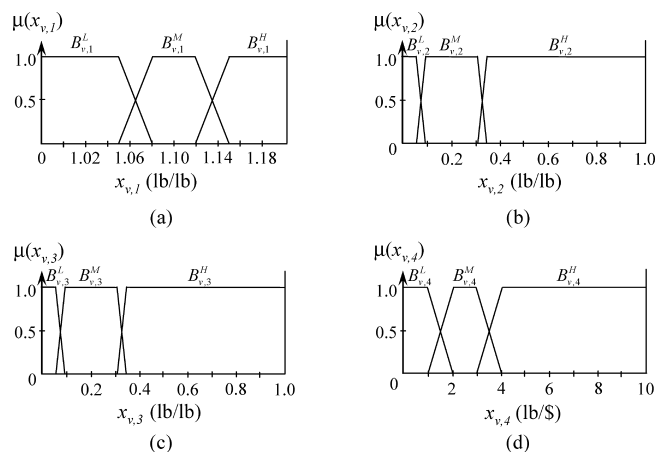 μ(x_{v,1})
B^L_{v,1} B^M_{v,1} B^H_{v,1}
1.0
0.5
0 1.02 1.06 1.10 1.14 1.18
x_{v,1} (lb/lb)
(a)
μ(x_{v,2})
B^L_{v,2} B^M_{v,2} B^H_{v,2}
1.0
0.5
0
0.2 0.4 0.6 0.8 1.0
x_{v,2} (lb/lb)
(b)
μ(x_{v,3})
B^L_{v,3} B^M_{v,3} B^H_{v,3}
1.0
0.5
0
0.2 0.4 0.6 0.8 1.0
x_{v,3} (lb/lb)
(c)
μ(x_{v,4})
B^L_{v,4} B^M_{v,4} B^H_{v,4}
1.0
0.5
0
2 4 6 8 10
x_{v,4} (lb/$)
(d)